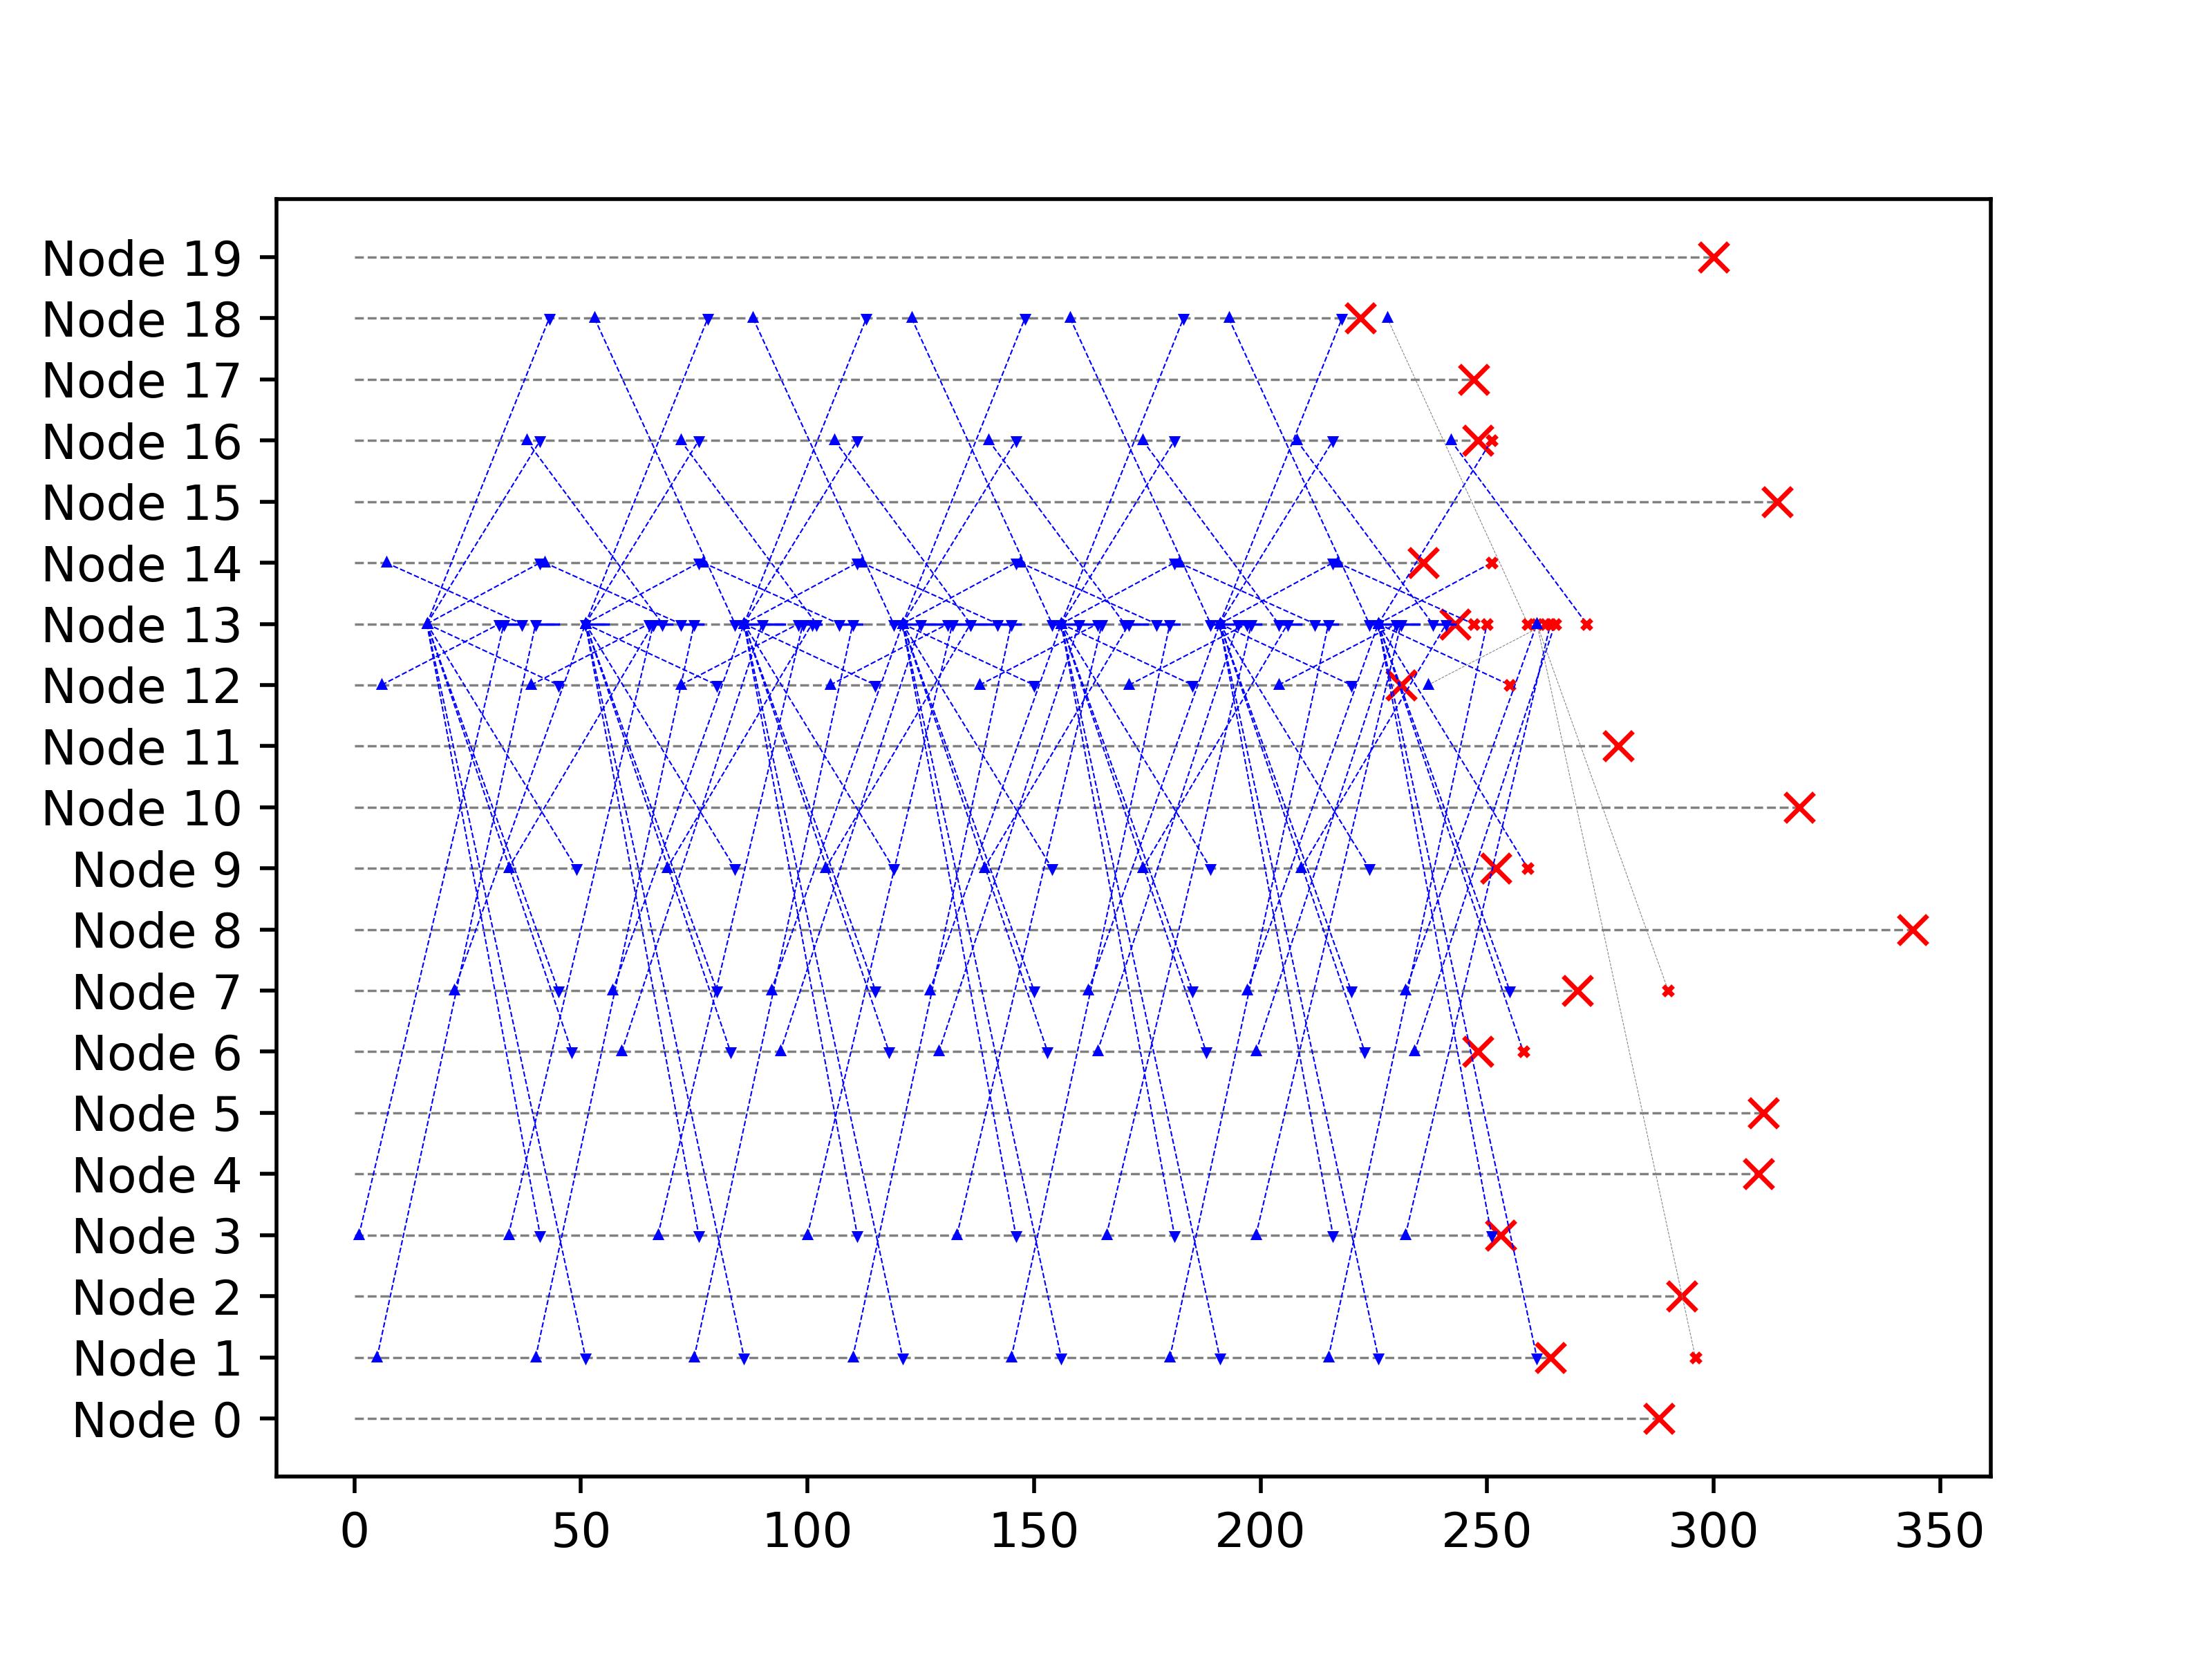 Node 19
Node 18
Node 17
Node 16
Node 15
Node 14
Node 13
Node 12
Node 11
Node 10
Node 9
Node 8
Node 7
Node 6
Node 5
Node 4
Node 3
Node 2
Node 1
Node 0
0 50 100 150 200 250 300 350